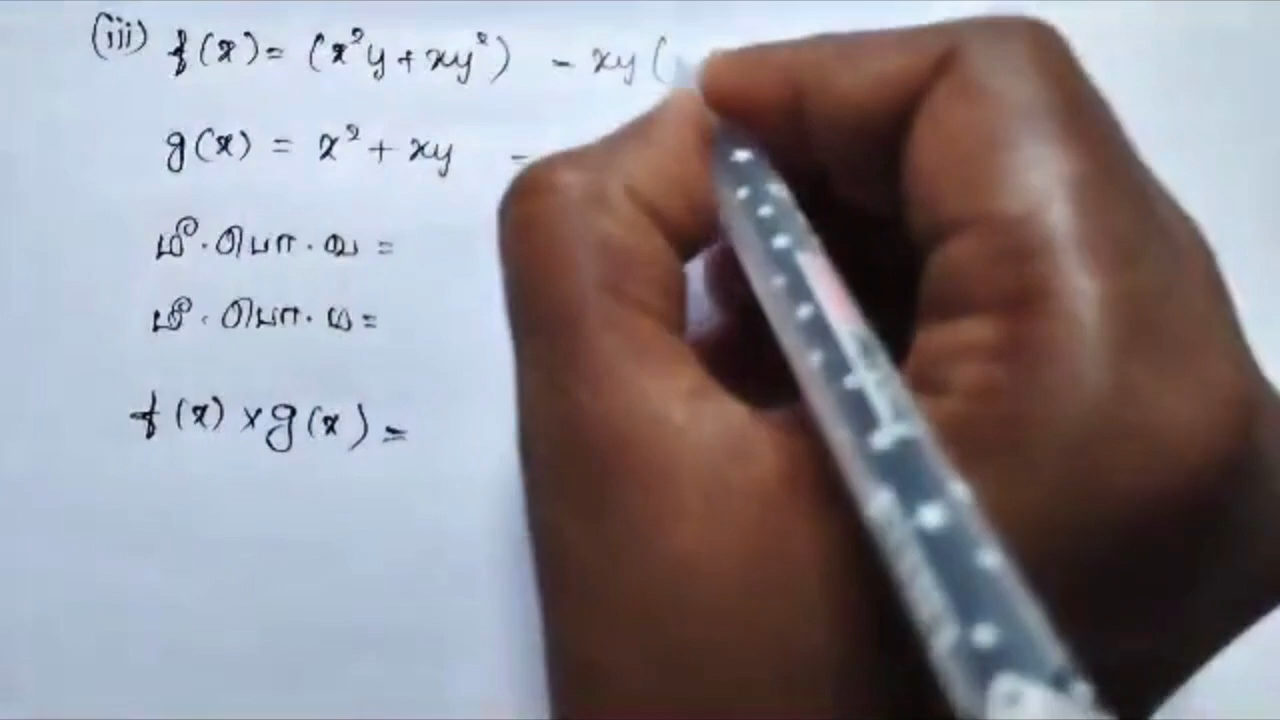 (iii) f(x) = (x²y + xy²) - xy (
g(x) = x² + xy -
மீ.பொ.வ =
மீ.பொ.ம =
f(x) x g(x) =